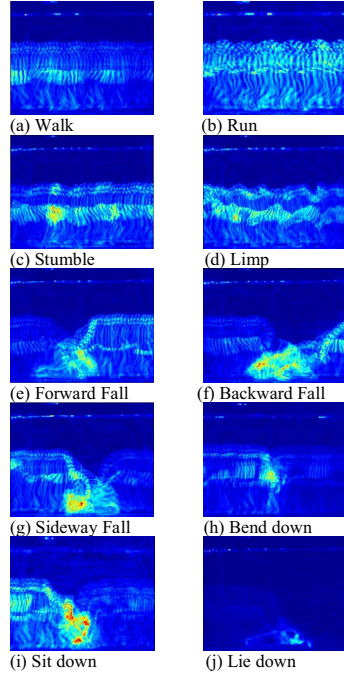 (a) Walk
(b) Run
(c) Stumble
(d) Limp
(e) Forward Fall
(f) Backward Fall
(g) Sideway Fall
(h) Bend down
(i) Sit down
(j) Lie down